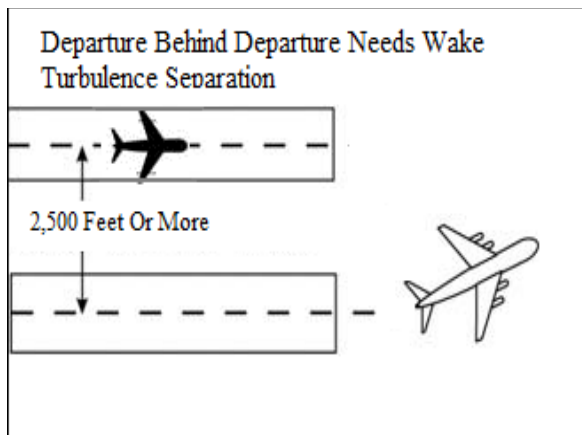 Departure Behind Departure Needs Wake
Turbulence Separation
2,500 Feet Or More